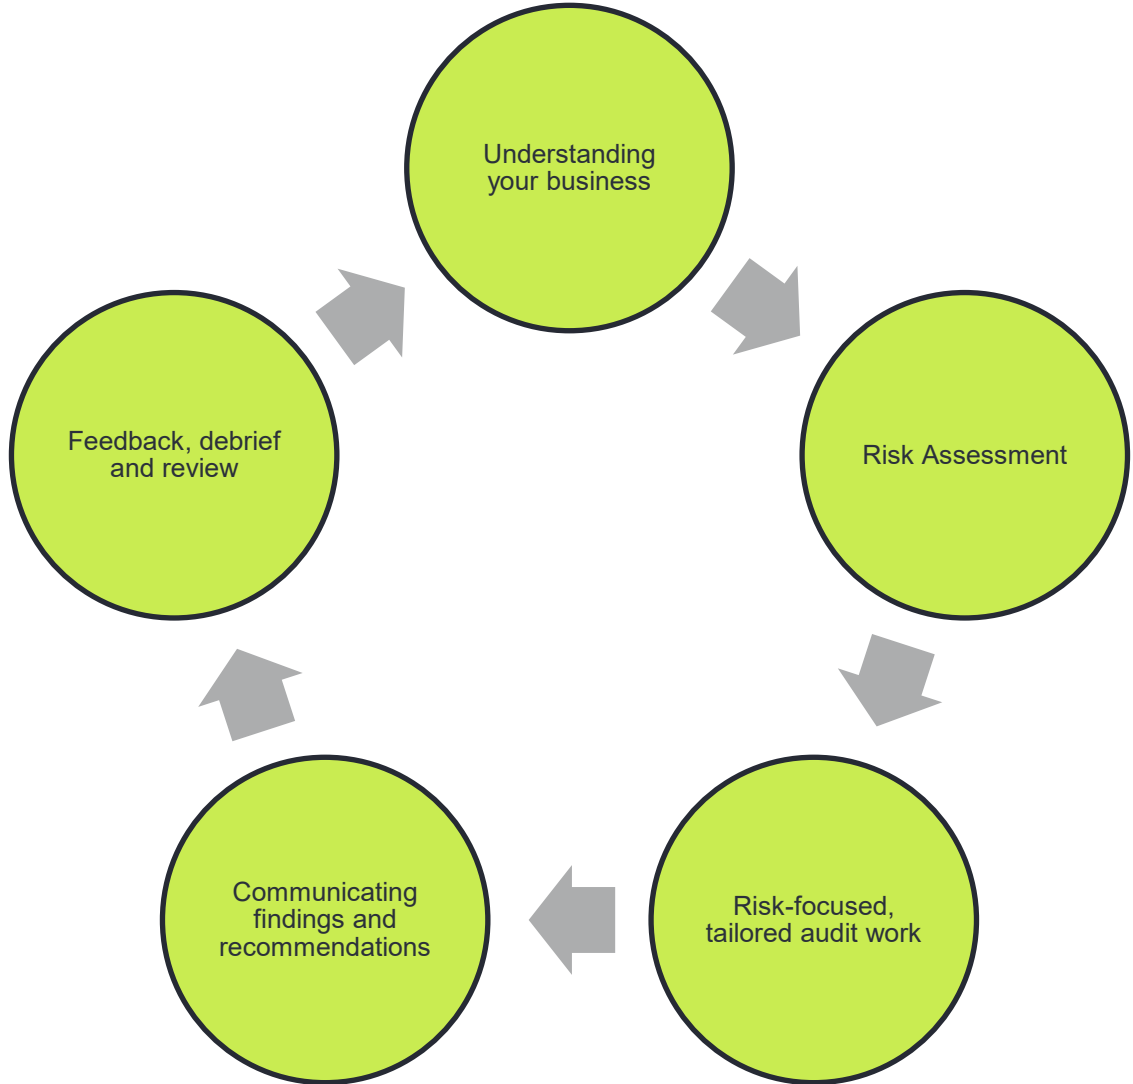 Understanding
your business
Risk Assessment
Risk-focused,
tailored audit work
Communicating
findings and
recommendations
Feedback, debrief
and review